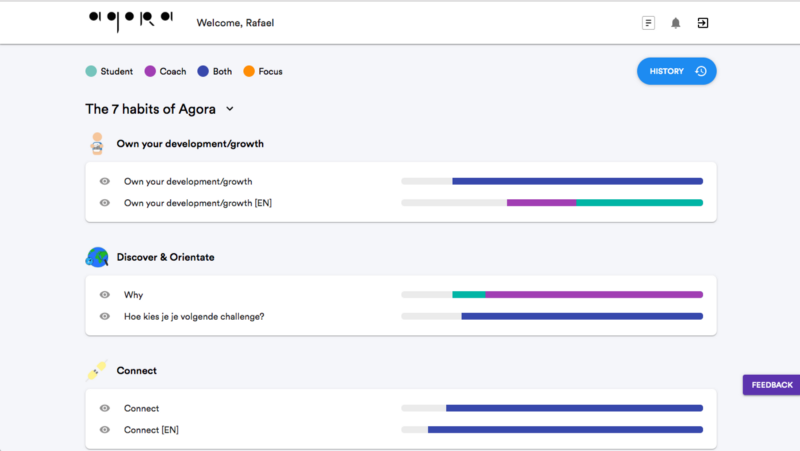 agora
Welcome, Rafael
Student Coach Both Focus
HISTORY
The 7 habits of Agora
Own your development/growth
Own your development/growth
Own your development/growth [EN]
Discover & Orientate
Why
Hoe kies je je volgende challenge?
Connect
FEEDBACK
Connect
Connect [EN]